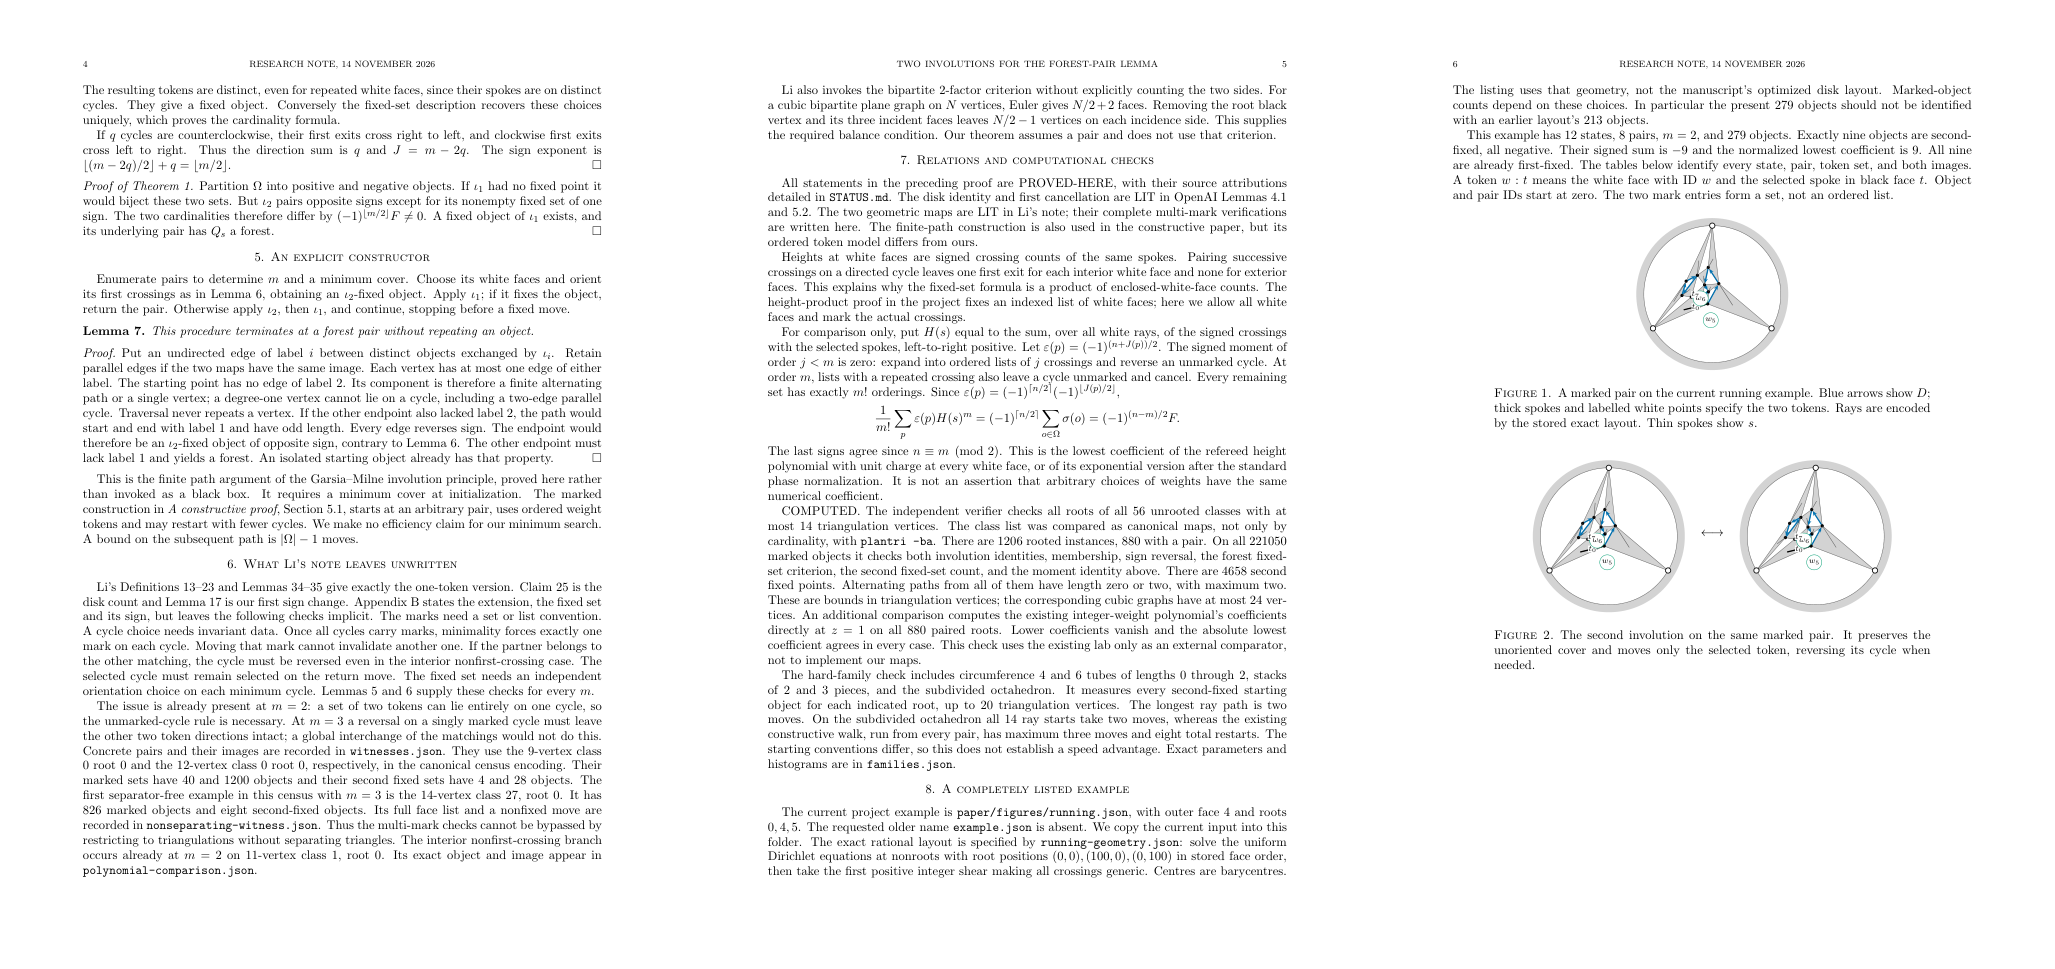 4 RESEARCH NOTE, 14 NOVEMBER 2026
The resulting tokens are distinct, even for repeated white faces, since their spokes are on distinct
cycles. They give a fixed object. Conversely the fixed-set description recovers these choices
uniquely, which proves the cardinality formula.
If q cycles are counterclockwise, their first exits cross right to left, and clockwise first exits
cross left to right. Thus the direction sum is q and J = m − 2q. The sign exponent is
⌊(m − 2q)/2⌋ + q = ⌊m/2⌋. □
Proof of Theorem 1. Partition Ω into positive and negative objects. If ι₁ had no fixed point it
would biject these two sets. But ι₂ pairs opposite signs except for its nonempty fixed set of one
sign. The two cardinalities therefore differ by (−1)^{⌊m/2⌋}F ≠ 0. A fixed object of ι₁ exists, and
its underlying pair has Qₛ a forest. □
5. An explicit constructor
Enumerate pairs to determine m and a minimum cover. Choose its white faces and orient
its first crossings as in Lemma 6, obtaining an ι₂-fixed object. Apply ι₁; if it fixes the object,
return the pair. Otherwise apply ι₂, then ι₁, and continue, stopping before a fixed move.
Lemma 7. This procedure terminates at a forest pair without repeating an object.
Proof. Put an undirected edge of label i between distinct objects exchanged by ιᵢ. Retain
parallel edges if the two maps have the same image. Each vertex has at most one edge of either
label. The starting point has no edge of label 2. Its component is therefore a finite alternating
path or a single vertex; a degree-one vertex cannot lie on a cycle, including a two-edge parallel
cycle. Traversal never repeats a vertex. If the other endpoint also lacked label 2, the path would
start and end with label 1 and have odd length. Every edge reverses sign. The endpoint would
therefore be an ι₂-fixed object of opposite sign, contrary to Lemma 6. The other endpoint must
lack label 1 and yields a forest. An isolated starting object already has that property. □
This is the finite path argument of the Garsia–Milne involution principle, proved here rather
than invoked as a black box. It requires a minimum cover at initialization. The marked
construction in A constructive proof, Section 5.1, starts at an arbitrary pair, uses ordered weight
tokens and may restart with fewer cycles. We make no efficiency claim for our minimum search.
A bound on the subsequent path is |Ω| − 1 moves.
6. What Li's note leaves unwritten
Li's Definitions 13–23 and Lemmas 34–35 give exactly the one-token version. Claim 25 is the
disk count and Lemma 17 is our first sign change. Appendix B states the extension, the fixed set
and its sign, but leaves the following checks implicit. The marks need a set or list convention.
A cycle choice needs invariant data. Once all cycles carry marks, minimality forces exactly one
mark on each cycle. Moving that mark cannot invalidate another one. If the partner belongs to
the other matching, the cycle must be reversed even in the interior nonfirst-crossing case. The
selected cycle must remain selected on the return move. The fixed set needs an independent
orientation choice on each minimum cycle. Lemmas 5 and 6 supply these checks for every m.
The issue is already present at m = 2: a set of two tokens can lie entirely on one cycle, so
the unmarked-cycle rule is necessary. At m = 3 a reversal on a singly marked cycle must leave
the other two token directions intact; a global interchange of the matchings would not do this.
Concrete pairs and their images are recorded in witnesses.json. They use the 9-vertex class
0 root 0 and the 12-vertex class 0 root 0, respectively, in the canonical census encoding. Their
marked sets have 40 and 1200 objects and their second fixed sets have 4 and 28 objects. The
first separator-free example in this census with m = 3 is the 14-vertex class 27, root 0. It has
826 marked objects and eight second-fixed objects. Its full face list and a nonfixed move are
recorded in nonseparating-witness.json. Thus the multi-mark checks cannot be bypassed by
restricting to triangulations without separating triangles. The interior nonfirst-crossing branch
occurs already at m = 2 on 11-vertex class 1, root 0. Its exact object and image appear in
polynomial-comparison.json.
TWO INVOLUTIONS FOR THE FOREST-PAIR LEMMA 5
Li also invokes the bipartite 2-factor criterion without explicitly counting the two sides. For
a cubic bipartite plane graph on N vertices, Euler gives N/2 + 2 faces. Removing the root black
vertex and its three incident faces leaves N/2 − 1 vertices on each incidence side. This supplies
the required balance condition. Our theorem assumes a pair and does not use that criterion.
7. Relations and computational checks
All statements in the preceding proof are PROVED-HERE, with their source attributions
detailed in STATUS.md. The disk identity and first cancellation are LIT in OpenAI Lemmas 4.1
and 5.2. The two geometric maps are LIT in Li's note; their complete multi-mark verifications
are written here. The finite-path construction is also used in the constructive paper, but its
ordered token model differs from ours.
Heights at white faces are signed crossing counts of the same spokes. Pairing successive
crossings on a directed cycle leaves one first exit for each interior white face and none for exterior
faces. This explains why the fixed-set formula is a product of enclosed-white-face counts. The
height-product proof in the project fixes an indexed list of white faces; here we allow all white
faces and mark the actual crossings.
For comparison only, put H(s) equal to the sum, over all white rays, of the signed crossings
with the selected spokes, left-to-right positive. Let ε(p) = (−1)^{(n+J(p))/2}. The signed moment of
order j < m is zero: expand into ordered lists of j crossings and reverse an unmarked cycle. At
order m, lists with a repeated crossing also leave a cycle unmarked and cancel. Every remaining
set has exactly m! orderings. Since ε(p) = (−1)^{⌈n/2⌉}(−1)^{⌊J(p)/2⌋},
1/m! ∑_p ε(p)H(s)^m = (−1)^{⌈n/2⌉} ∑_{o∈Ω} σ(o) = (−1)^{(n−m)/2}F.
The last signs agree since n ≡ m (mod 2). This is the lowest coefficient of the refereed height
polynomial with unit charge at every white face, or of its exponential version after the standard
phase normalization. It is not an assertion that arbitrary choices of weights have the same
numerical coefficient.
COMPUTED. The independent verifier checks all roots of all 56 unrooted classes with at
most 14 triangulation vertices. The class list was compared as canonical maps, not only by
cardinality, with plantri -ba. There are 1206 rooted instances, 880 with a pair. On all 221050
marked objects it checks both involution identities, membership, sign reversal, the forest fixed-
set criterion, the second fixed-set count, and the moment identity above. There are 4658 second
fixed points. Alternating paths from all of them have length zero or two, with maximum two.
These are bounds in triangulation vertices; the corresponding cubic graphs have at most 24 ver-
tices. An additional comparison computes the existing integer-weight polynomial's coefficients
directly at z = 1 on all 880 paired roots. Lower coefficients vanish and the absolute lowest
coefficient agrees in every case. This check uses the existing lab only as an external comparator,
not to implement our maps.
The hard-family check includes circumference 4 and 6 tubes of lengths 0 through 2, stacks
of 2 and 3 pieces, and the subdivided octahedron. It measures every second-fixed starting
object for each indicated root, up to 20 triangulation vertices. The longest ray path is two
moves. On the subdivided octahedron all 14 ray starts take two moves, whereas the existing
constructive walk, run from every pair, has maximum three moves and eight total restarts. The
starting conventions differ, so this does not establish a speed advantage. Exact parameters and
histograms are in families.json.
8. A completely listed example
The current project example is paper/figures/running.json, with outer face 4 and roots
0, 4, 5. The requested older name example.json is absent. We copy the current input into this
folder. The exact rational layout is specified by running-geometry.json: solve the uniform
Dirichlet equations at nonroots with root positions (0, 0), (100, 0), (0, 100) in stored face order,
then take the first positive integer shear making all crossings generic. Centres are barycentres.
6 RESEARCH NOTE, 14 NOVEMBER 2026
The listing uses that geometry, not the manuscript's optimized disk layout. Marked-object
counts depend on these choices. In particular the present 279 objects should not be identified
with an earlier layout's 213 objects.
This example has 12 states, 8 pairs, m = 2, and 279 objects. Exactly nine objects are second-
fixed, all negative. Their signed sum is −9 and the normalized lowest coefficient is 9. All nine
are already first-fixed. The tables below identify every state, pair, token set, and both images.
A token w : t means the white face with ID w and the selected spoke in black face t. Object
and pair IDs start at zero. The two mark entries form a set, not an ordered list.
w₆
w₅
Figure 1. A marked pair on the current running example. Blue arrows show D;
thick spokes and labelled white points specify the two tokens. Rays are encoded
by the stored exact layout. Thin spokes show s.
w₆
w₅
⟷
w₆
w₅
Figure 2. The second involution on the same marked pair. It preserves the
unoriented cover and moves only the selected token, reversing its cycle when
needed.